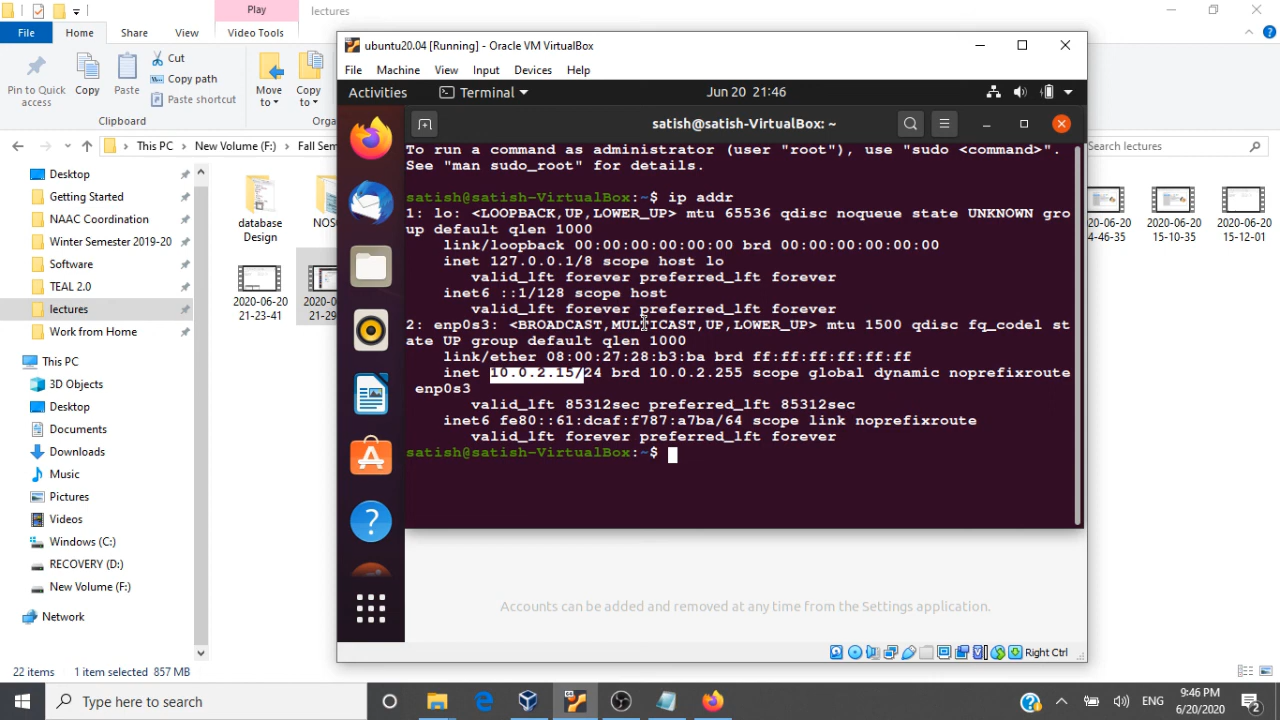 Play
lectures
File
Home
Share
View
Video Tools
Pin to Quick
access
Copy
Paste
Cut
Copy path
Paste shortcut
Move
to
Copy
to
Clipboard
This PC
New Volume (F:)
Fall Sem
Search lectures
Desktop
Getting Started
NAAC Coordination
Winter Semester 2019-20
Software
TEAL 2.0
lectures
Work from Home
This PC
3D Objects
Desktop
Documents
Downloads
Music
Pictures
Videos
Windows (C:)
RECOVERY (D:)
New Volume (F:)
Network
database
Design
2020-06-20
21-23-41
2020-06-20
15-10-35
2020-06-20
15-12-01
22 items
1 item selected 857 MB
ubuntu20.04 [Running] - Oracle VM VirtualBox
File Machine View Input Devices Help
Activities
Terminal
Jun 20 21:46
satish@satish-VirtualBox: ~
To run a command as administrator (user "root"), use "sudo <command>".
See "man sudo_root" for details.
satish@satish-VirtualBox:~$ ip addr
1: lo: <LOOPBACK,UP,LOWER_UP> mtu 65536 qdisc noqueue state UNKNOWN gro
up default qlen 1000
link/loopback 00:00:00:00:00:00 brd 00:00:00:00:00:00
inet 127.0.0.1/8 scope host lo
valid_lft forever preferred_lft forever
inet6 ::1/128 scope host
valid_lft forever preferred_lft forever
2: enp0s3: <BROADCAST,MULTICAST,UP,LOWER_UP> mtu 1500 qdisc fq_codel st
ate UP group default qlen 1000
link/ether 08:00:27:28:b3:ba brd ff:ff:ff:ff:ff:ff
inet 10.0.2.15/24 brd 10.0.2.255 scope global dynamic noprefixroute
enp0s3
valid_lft 85312sec preferred_lft 85312sec
inet6 fe80::61:dcaf:f787:a7ba/64 scope link noprefixroute
valid_lft forever preferred_lft forever
satish@satish-VirtualBox:~$
Accounts can be added and removed at any time from the Settings application.
Right Ctrl
Type here to search
ENG
9:46 PM
6/20/2020
2